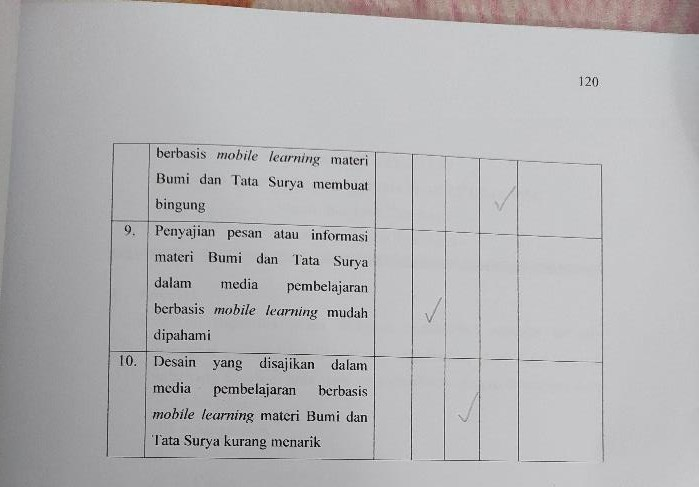 120
berbasis mobile learning materi
Bumi dan Tata Surya membuat
bingung
9. Penyajian pesan atau informasi
materi Bumi dan Tata Surya
dalam media pembelajaran
berbasis mobile learning mudah
dipahami
10. Desain yang disajikan dalam
media pembelajaran berbasis
mobile learning materi Bumi dan
Tata Surya kurang menarik